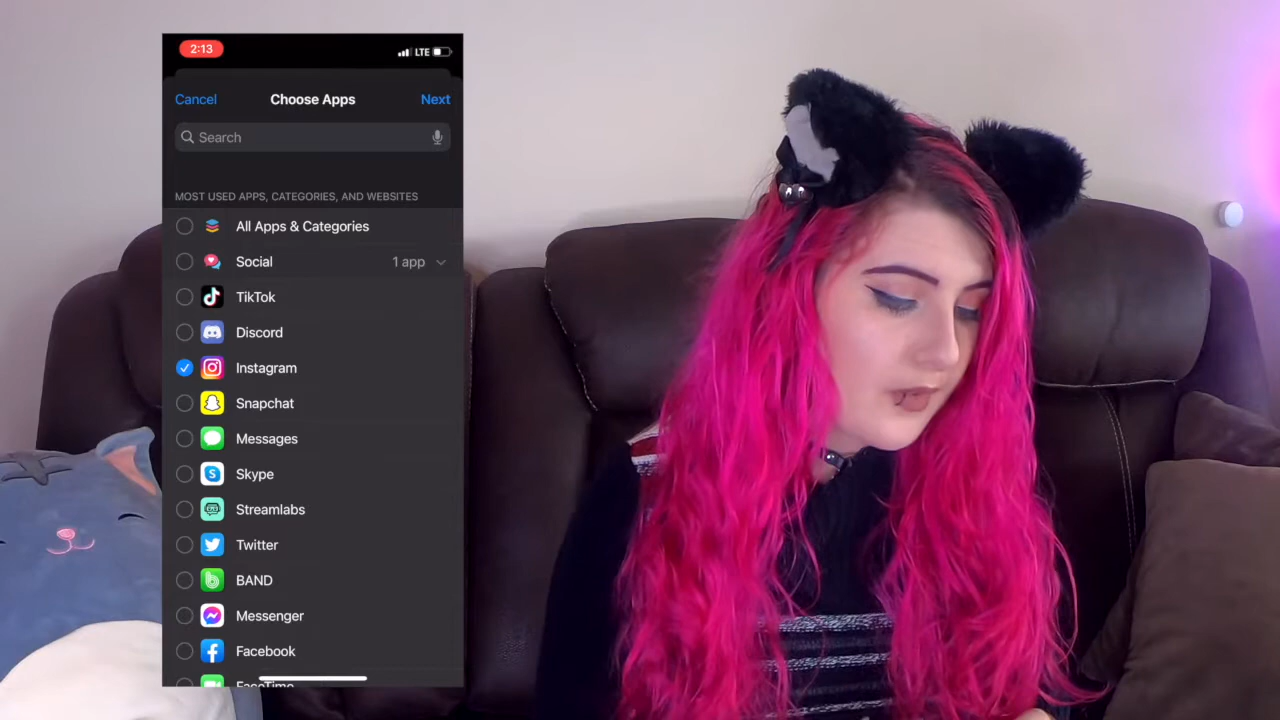 2:13
LTE
Cancel Choose Apps Next
Search
MOST USED APPS, CATEGORIES, AND WEBSITES
All Apps & Categories
Social 1 app
TikTok
Discord
Instagram
Snapchat
Messages
Skype
Streamlabs
Twitter
BAND
Messenger
Facebook
FaceTime